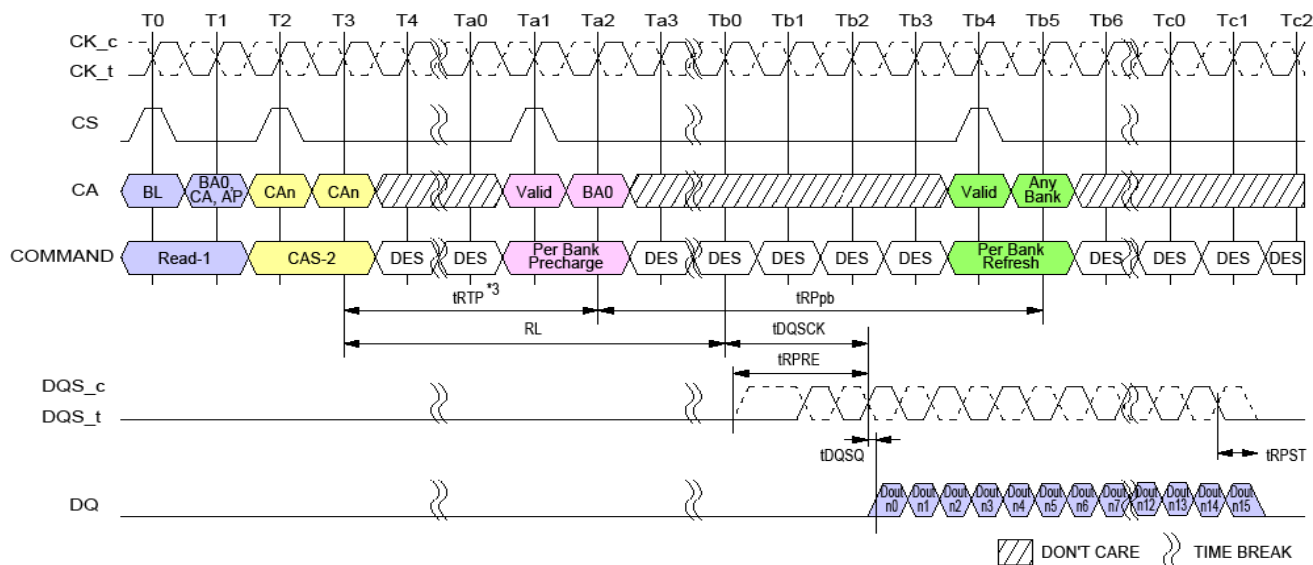 T0 T1 T2 T3 T4 Ta0 Ta1 Ta2 Ta3 Tb0 Tb1 Tb2 Tb3 Tb4 Tb5 Tb6 Tc0 Tc1 Tc2
CK_c
CK_t
CS
CA BL BA0, CA, AP CAn CAn Valid BA0 Valid Any Bank
COMMAND Read-1 CAS-2 DES DES Per Bank Precharge DES DES DES DES DES Per Bank Refresh DES DES DES DES
tRTP *3 tRPpb
RL tDQSCK
tRPRE
DQS_c
DQS_t
tDQSQ tRPST
DQ Dout n0 Dout n1 Dout n2 Dout n3 Dout n4 Dout n5 Dout n6 Dout n7 Dout n12 Dout n13 Dout n14 Dout n15
DON'T CARE TIME BREAK